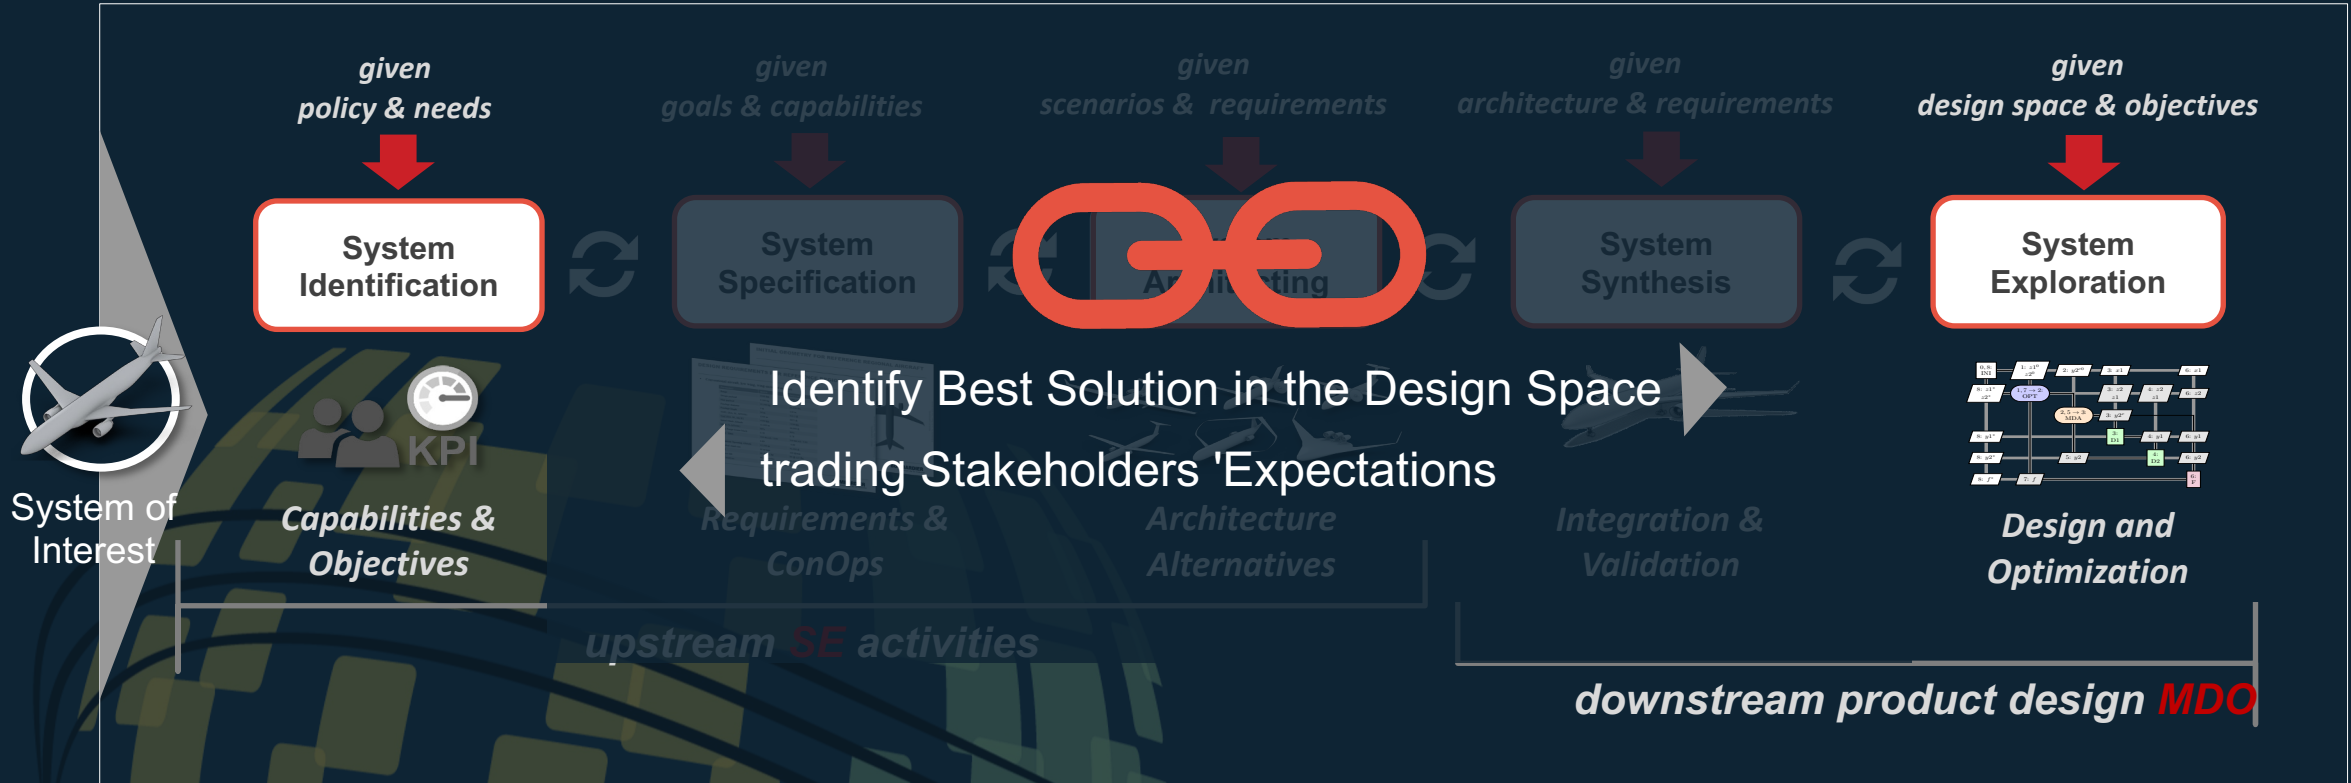 given
policy & needs
given
goals & capabilities
given
scenarios & requirements
given
architecture & requirements
given
design space & objectives
System
Identification
System
Specification
Architecting
System
Synthesis
System
Exploration
Identify Best Solution in the Design Space
trading Stakeholders 'Expectations
KPI
System of
Interest
Capabilities &
Objectives
Requirements &
ConOps
Architecture
Alternatives
Integration &
Validation
Design and
Optimization
upstream SE activities
downstream product design MDO